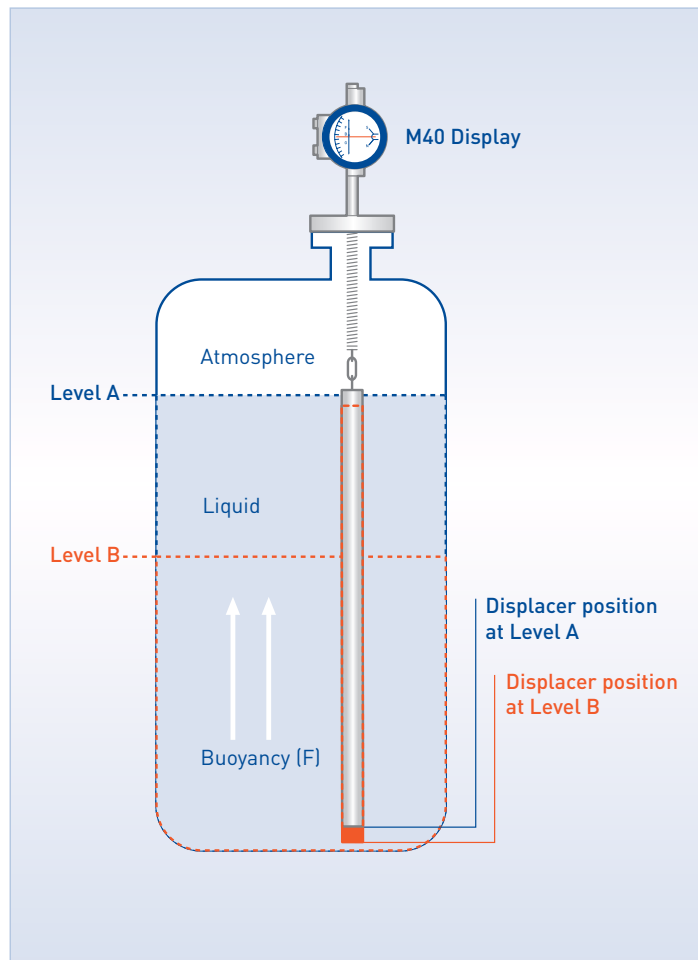 M40 Display
Atmosphere
Level A
Liquid
Level B
Displacer position
at Level A
Displacer position
at Level B
Buoyancy (F)